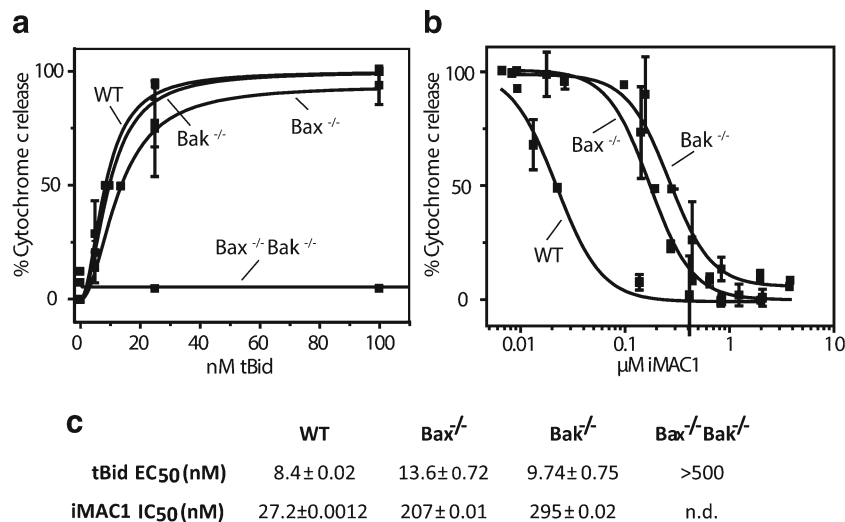 a
% Cytochrome c release
100
50
0
WT
Bak -/-
Bax -/-
Bax -/- Bak -/-
0 20 40 60 80 100
nM tBid
b
% Cytochrome c release
100
50
0
Bax -/-
Bak -/-
WT
0.01 0.1 1 10
µM iMAC1
c
WT Bax-/- Bak-/- Bax-/-Bak-/-
tBid EC50 (nM) 8.4±0.02 13.6±0.72 9.74±0.75 >500
iMAC1 IC50 (nM) 27.2±0.0012 207±0.01 295±0.02 n.d.